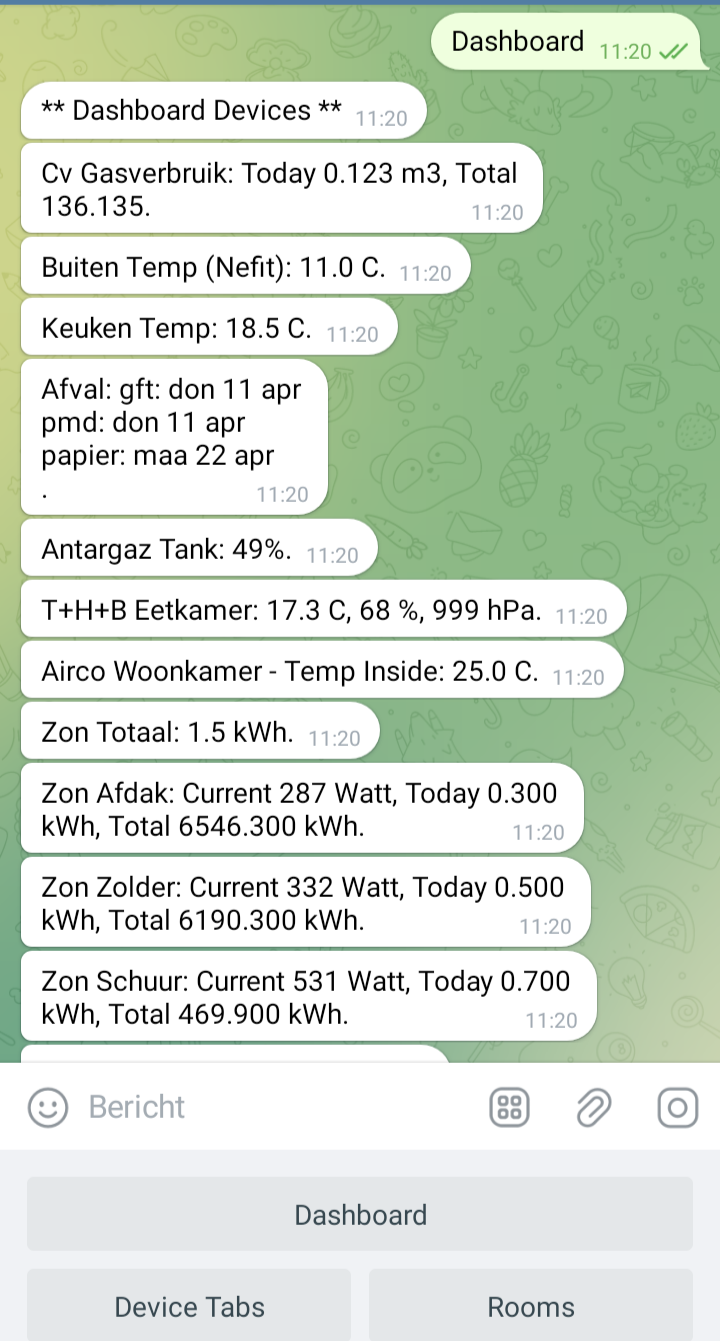 Dashboard 11:20
** Dashboard Devices ** 11:20
Cv Gasverbruik: Today 0.123 m3, Total
136.135. 11:20
Buiten Temp (Nefit): 11.0 C. 11:20
Keuken Temp: 18.5 C. 11:20
Afval: gft: don 11 apr
pmd: don 11 apr
papier: maa 22 apr
. 11:20
Antargaz Tank: 49%. 11:20
T+H+B Eetkamer: 17.3 C, 68 %, 999 hPa. 11:20
Airco Woonkamer - Temp Inside: 25.0 C. 11:20
Zon Totaal: 1.5 kWh. 11:20
Zon Afdak: Current 287 Watt, Today 0.300
kWh, Total 6546.300 kWh. 11:20
Zon Zolder: Current 332 Watt, Today 0.500
kWh, Total 6190.300 kWh. 11:20
Zon Schuur: Current 531 Watt, Today 0.700
kWh, Total 469.900 kWh. 11:20
Bericht
Dashboard
Device Tabs Rooms